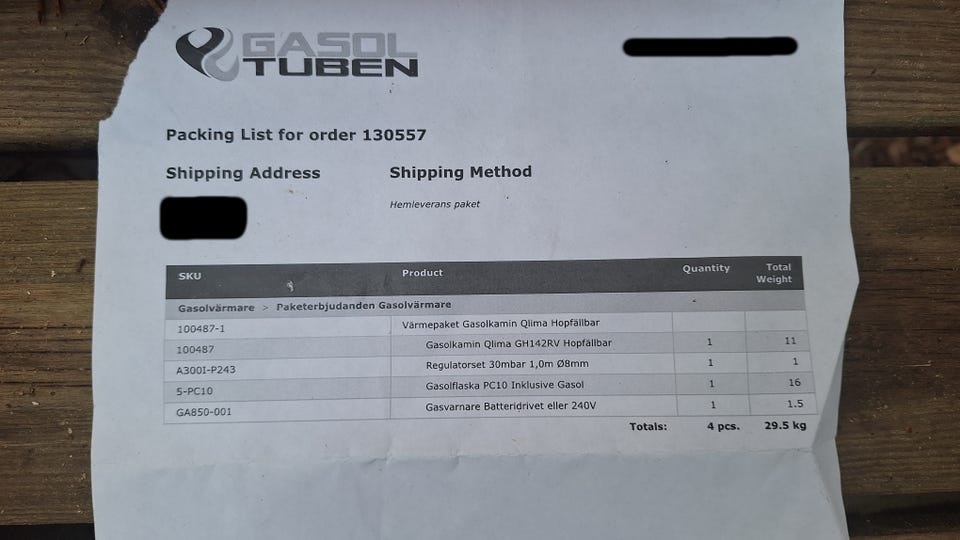 GASOL
TUBEN
Packing List for order 130557
Shipping Address
Shipping Method
Hemleverans paket
SKU Product Quantity Total Weight
Gasolvärmare > Paketerbjudanden Gasolvärmare
100487-1 Värmepaket Gasolkamin Qlima Hopfällbar
100487 Gasolkamin Qlima GH142RV Hopfällbar 1 11
A300I-P243 Regulatorset 30mbar 1,0m Ø8mm 1 1
5-PC10 Gasolflaska PC10 Inklusive Gasol 1 16
GA850-001 Gasvarnare Batteridrivet eller 240V 1 1.5
Totals: 4 pcs. 29.5 kg